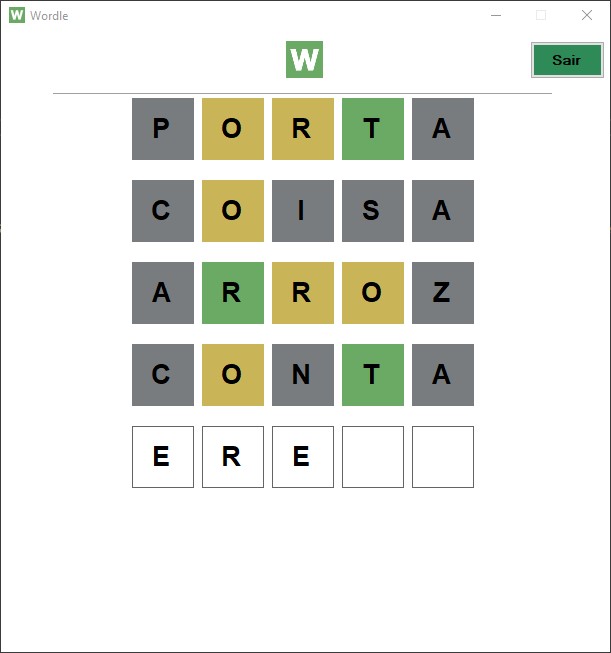 Wordle
W
Sair
P O R T A
C O I S A
A R R O Z
C O N T A
E R E